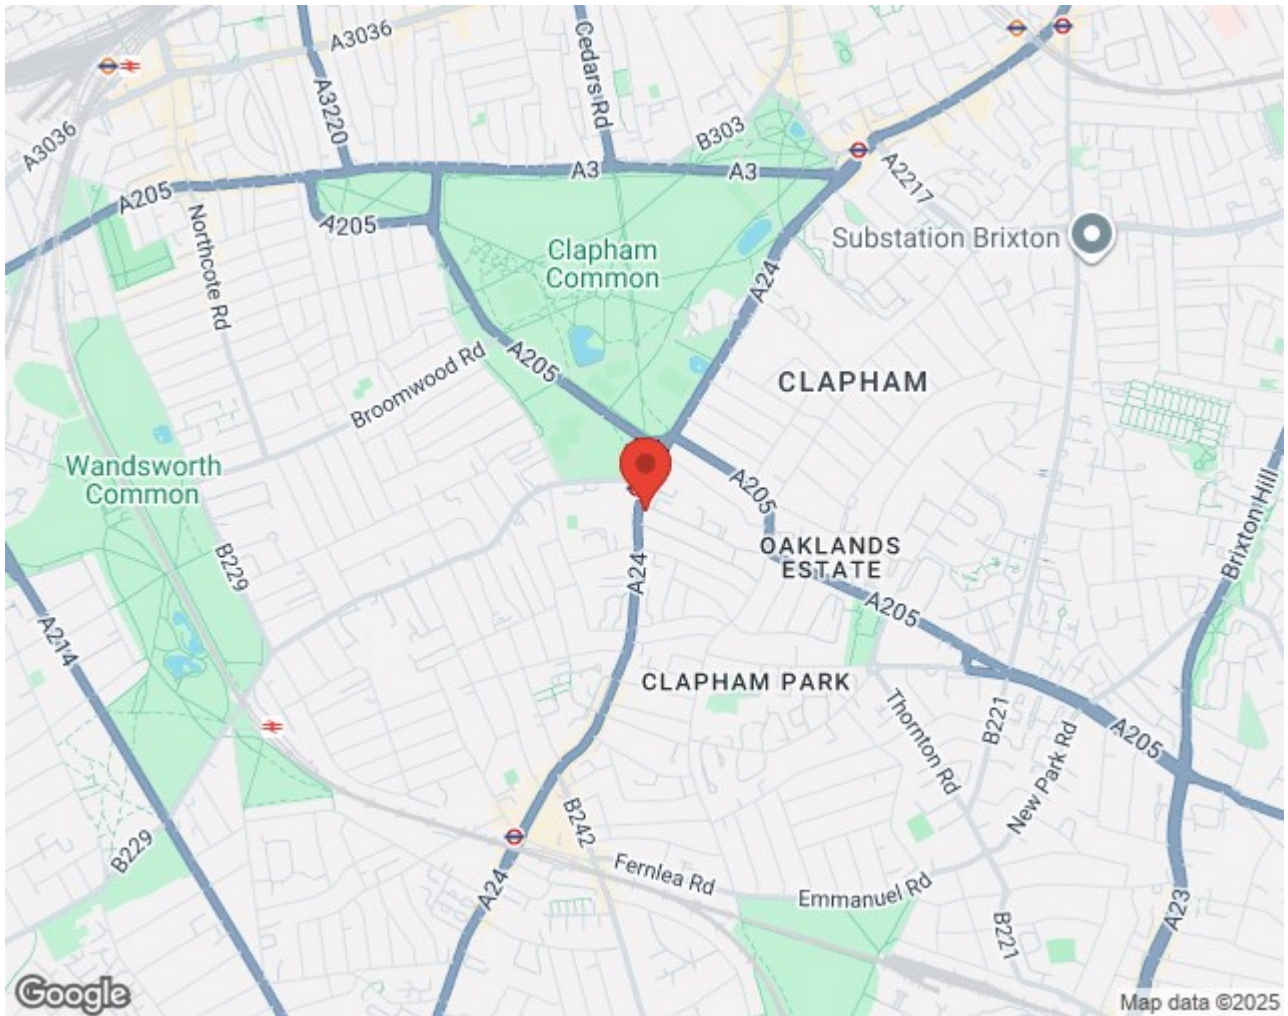 A3036
Cedars Rd
A3220
A3036
B303
A3
A3
A2217
A205
A205
Northcote Rd
Clapham
Common
Substation Brixton
A24
A205
Broomwood Rd
CLAPHAM
Wandsworth
Common
A205
Brixton Hill
B229
OAKLANDS
ESTATE
A24
A205
A214
CLAPHAM PARK
Thornton Rd
B221
New Park Rd
A205
B242
B229
Fernlea Rd
A24
Emmanuel Rd
B221
A23
Google
Map data ©2025